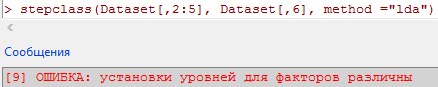 > stepclass(Dataset[,2:5], Dataset[,6], method ="lda")
Сообщения
[9] ОШИБКА: установки уровней для факторов различны